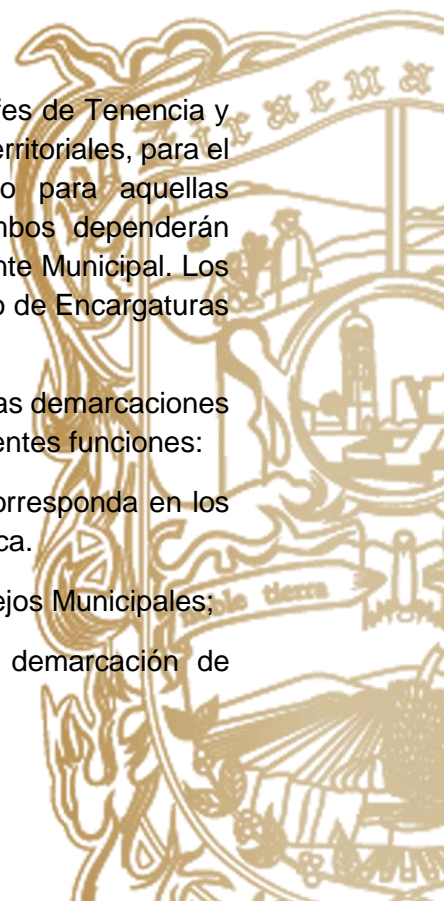 fes de Tenencia y
erritoriales, para el
o para aquellas
mbos dependerán
nte Municipal. Los
o de Encargaturas
as demarcaciones
entes funciones:
orresponda en los
ca.
ejos Municipales;
demarcación de
tierra